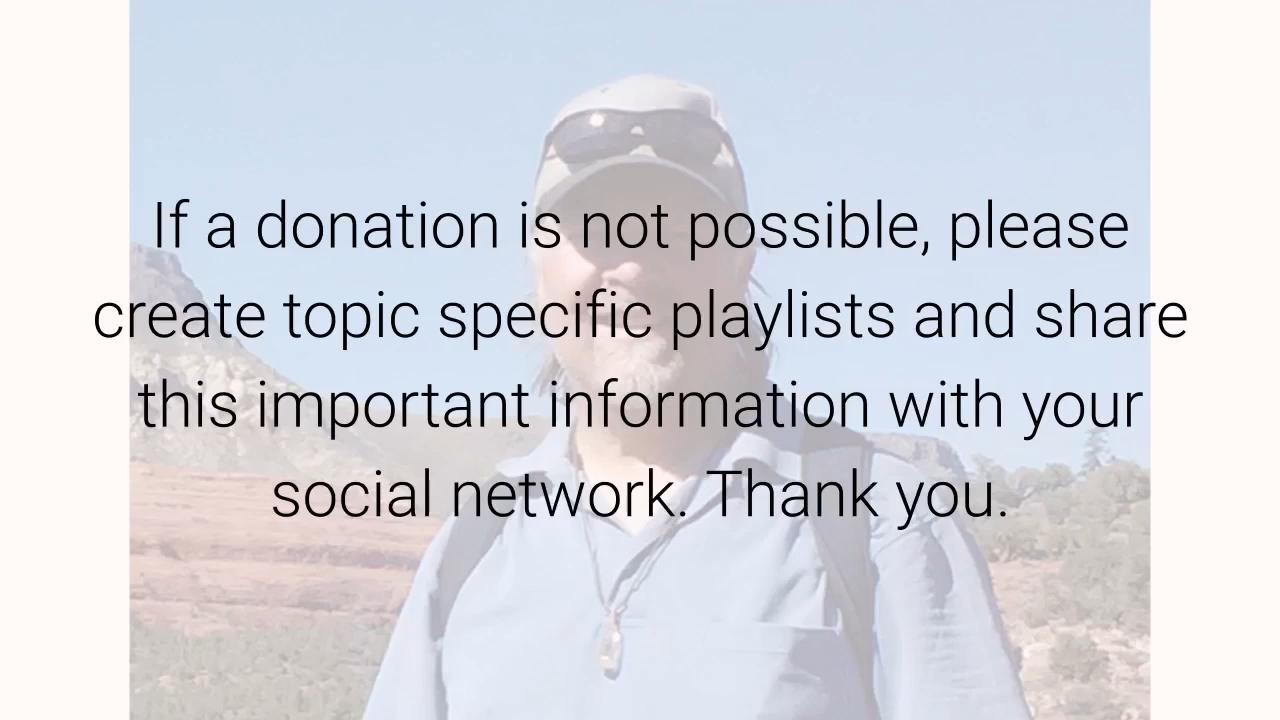 If a donation is not possible, please
create topic specific playlists and share
this important information with your
social network. Thank you.